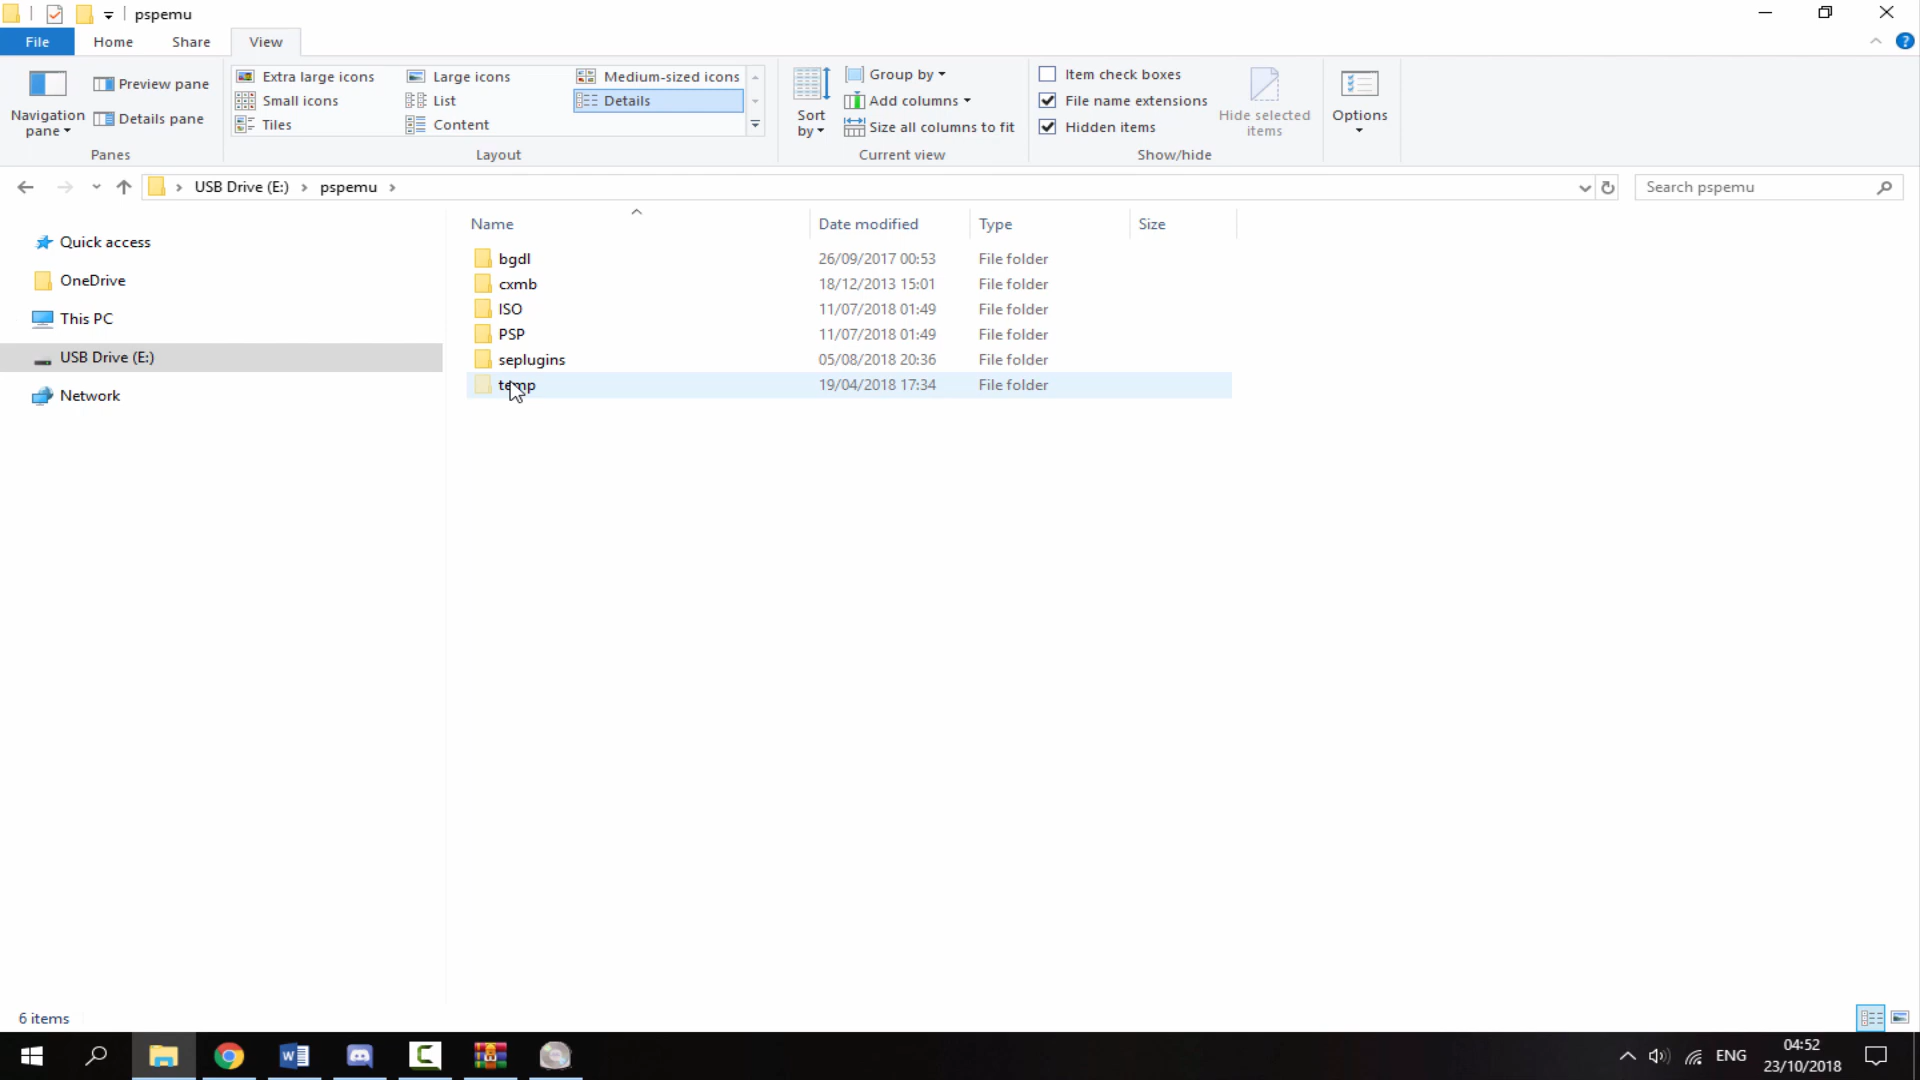 pspemu
File Home Share View
Navigation pane
Preview pane
Details pane
Panes
Extra large icons Large icons Medium-sized icons
Small icons List Details
Tiles Content
Layout
Sort by
Group by
Add columns
Size all columns to fit
Current view
Item check boxes
File name extensions
Hidden items
Hide selected items
Show/hide
Options
USB Drive (E:) pspemu
Search pspemu
Quick access
OneDrive
This PC
USB Drive (E:)
Network
Name Date modified Type Size
bgdl 26/09/2017 00:53 File folder
cxmb 18/12/2013 15:01 File folder
ISO 11/07/2018 01:49 File folder
PSP 11/07/2018 01:49 File folder
seplugins 05/08/2018 20:36 File folder
temp 19/04/2018 17:34 File folder
6 items
ENG
04:52
23/10/2018